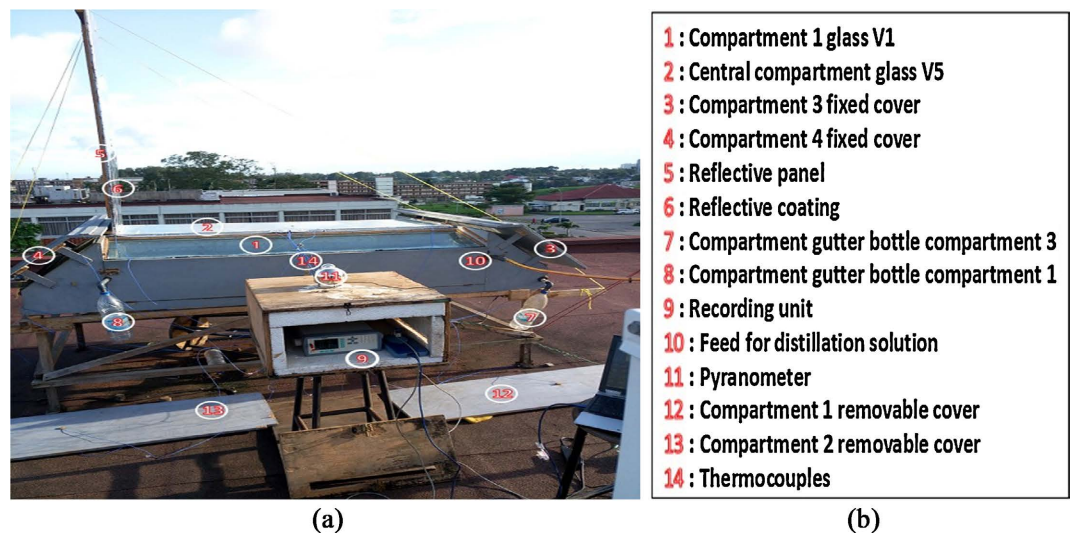 5
6
2
1
4
3
14
10
11
8
7
9
12
13
1 : Compartment 1 glass V1
2 : Central compartment glass V5
3 : Compartment 3 fixed cover
4 : Compartment 4 fixed cover
5 : Reflective panel
6 : Reflective coating
7 : Compartment gutter bottle compartment 3
8 : Compartment gutter bottle compartment 1
9 : Recording unit
10 : Feed for distillation solution
11 : Pyranometer
12 : Compartment 1 removable cover
13 : Compartment 2 removable cover
14 : Thermocouples
(a)
(b)